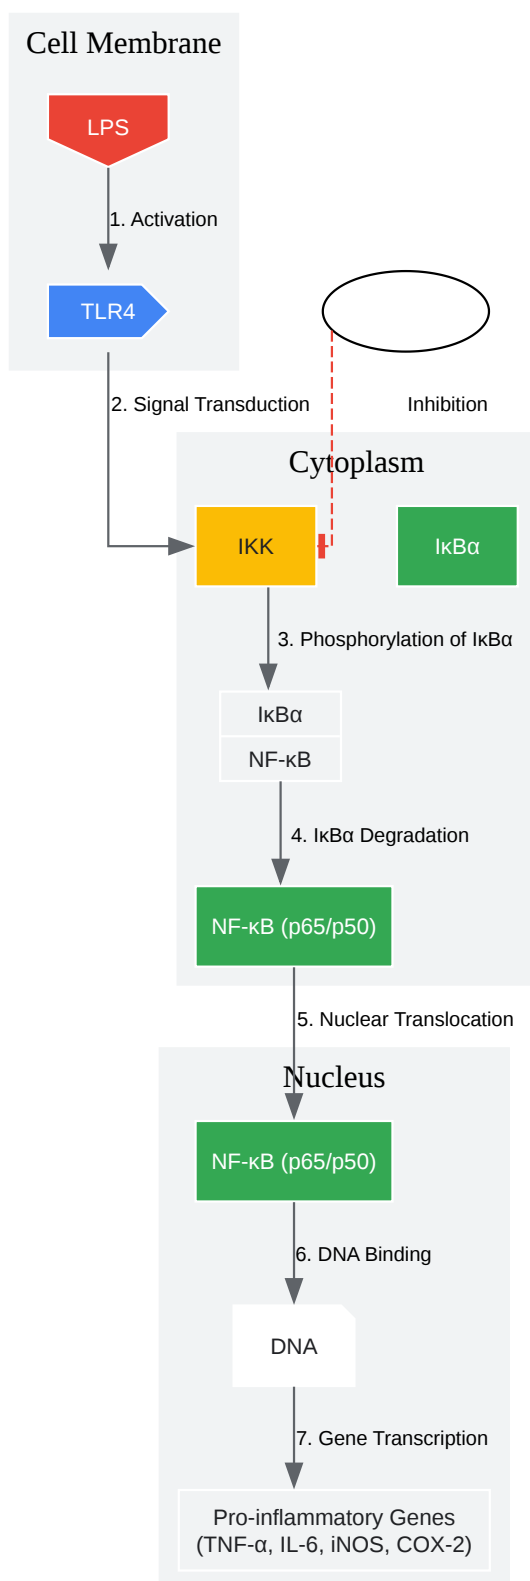 Cell Membrane
LPS
1. Activation
TLR4
2. Signal Transduction
Inhibition
Cytoplasm
IKK
IκBα
3. Phosphorylation of IκBα
IκBα
NF-κB
4. IκBα Degradation
NF-κB (p65/p50)
5. Nuclear Translocation
Nucleus
NF-κB (p65/p50)
6. DNA Binding
DNA
7. Gene Transcription
Pro-inflammatory Genes
(TNF-α, IL-6, iNOS, COX-2)